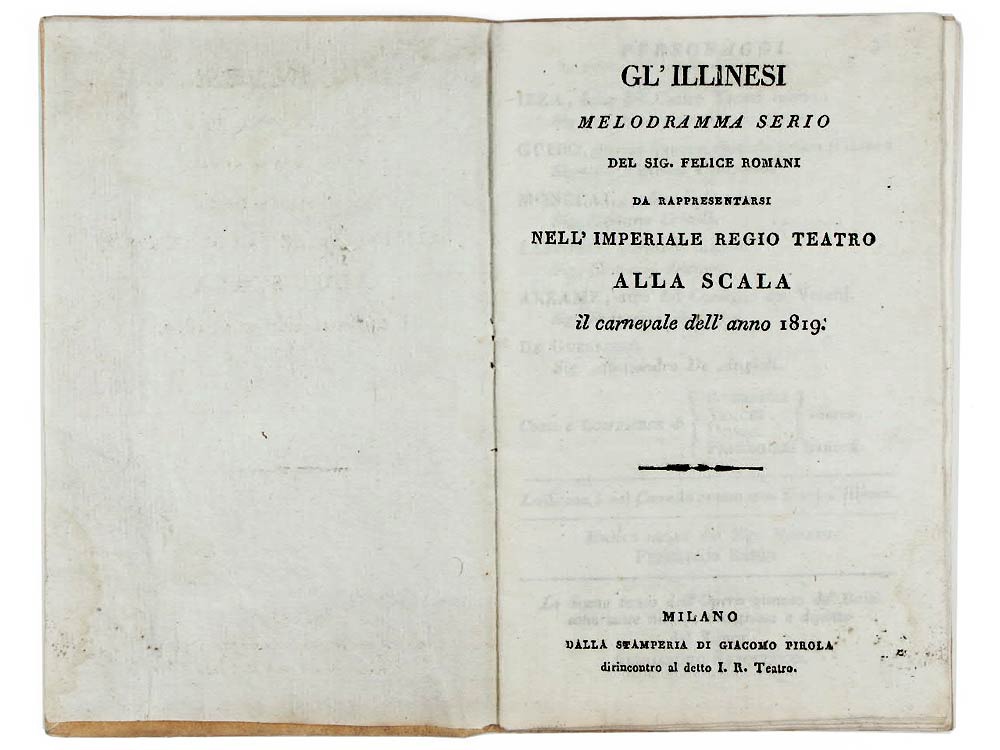 GL' ILLINESI
MELODRAMMA SERIO
DEL SIG. FELICE ROMANI
DA RAPPRESENTARSI
NELL' IMPERIALE REGIO TEATRO
ALLA SCALA
il carnevale dell' anno 1819.
MILANO
DALLA STAMPERIA DI GIACOMO PIROLA
dirincontro al detto I. R. Teatro.